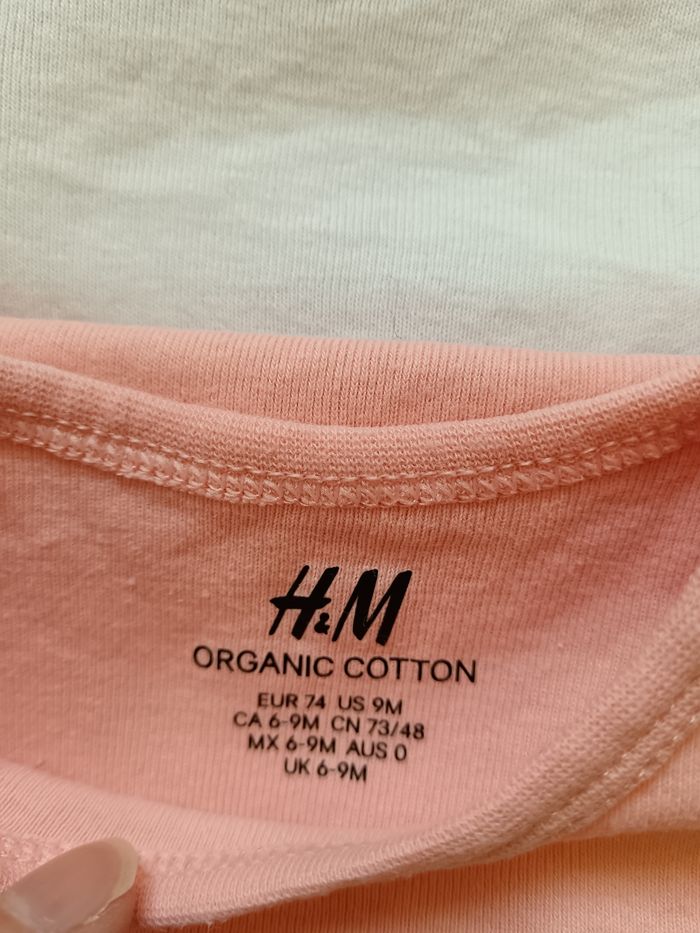 H&M
ORGANIC COTTON
EUR 74 US 9M
CA 6-9M CN 73/48
MX 6-9M AUS 0
UK 6-9M